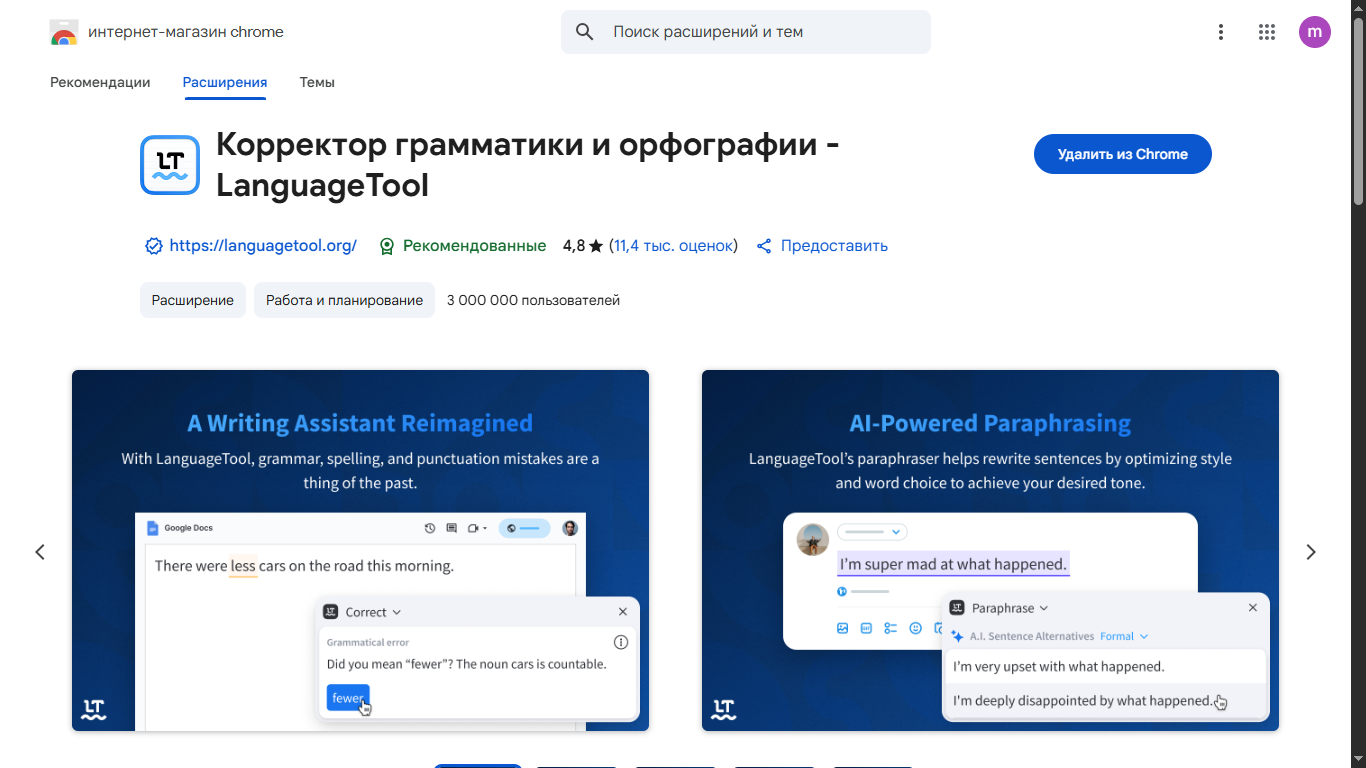 интернет-магазин chrome
Поиск расширений и тем
m
Рекомендации
Расширения
Темы
LT
Корректор грамматики и орфографии -
LanguageTool
Удалить из Chrome
https://languagetool.org/
Рекомендованные
4,8 ★ (11,4 тыс. оценок)
Предоставить
Расширение
Работа и планирование
3 000 000 пользователей
A Writing Assistant Reimagined
With LanguageTool, grammar, spelling, and punctuation mistakes are a
thing of the past.
Google Docs
There were less cars on the road this morning.
LT
Correct
Grammatical error
Did you mean “fewer”? The noun cars is countable.
fewer
LT
AI-Powered Paraphrasing
LanguageTool’s paraphraser helps rewrite sentences by optimizing style
and word choice to achieve your desired tone.
I’m super mad at what happened.
GIF
LT
Paraphrase
A.I. Sentence Alternatives Formal
I’m very upset with what happened.
I'm deeply disappointed by what happened.
LT